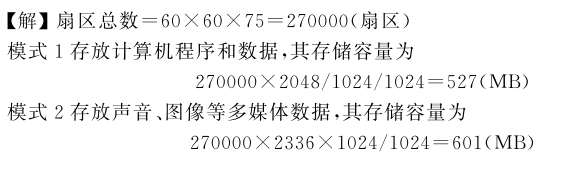 【解】扇区总数=60×60×75=270000(扇区)
模式 1 存放计算机程序和数据,其存储容量为
270000×2048/1024/1024=527(MB)
模式 2 存放声音、图像等多媒体数据,其存储容量为
270000×2336×1024/1024=601(MB)